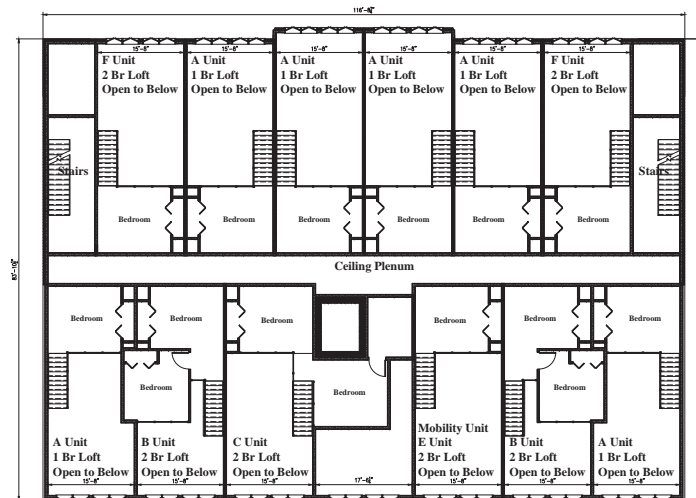 116'-8¾"
15'-8" 15'-8" 15'-8" 15'-8" 15'-8" 15'-8"
F Unit
2 Br Loft
Open to Below
A Unit
1 Br Loft
Open to Below
A Unit
1 Br Loft
Open to Below
A Unit
1 Br Loft
Open to Below
A Unit
1 Br Loft
Open to Below
F Unit
2 Br Loft
Open to Below
Stairs
Stairs
Bedroom
Bedroom
Bedroom
Bedroom
Bedroom
Bedroom
Ceiling Plenum
Bedroom
Bedroom
Bedroom
Bedroom
Bedroom
Bedroom
Bedroom
Bedroom
Bedroom
A Unit
1 Br Loft
Open to Below
B Unit
2 Br Loft
Open to Below
C Unit
2 Br Loft
Open to Below
Mobility Unit
E Unit
2 Br Loft
Open to Below
B Unit
2 Br Loft
Open to Below
A Unit
1 Br Loft
Open to Below
15'-8" 15'-8" 15'-8" 15'-8" 15'-8" 15'-8"